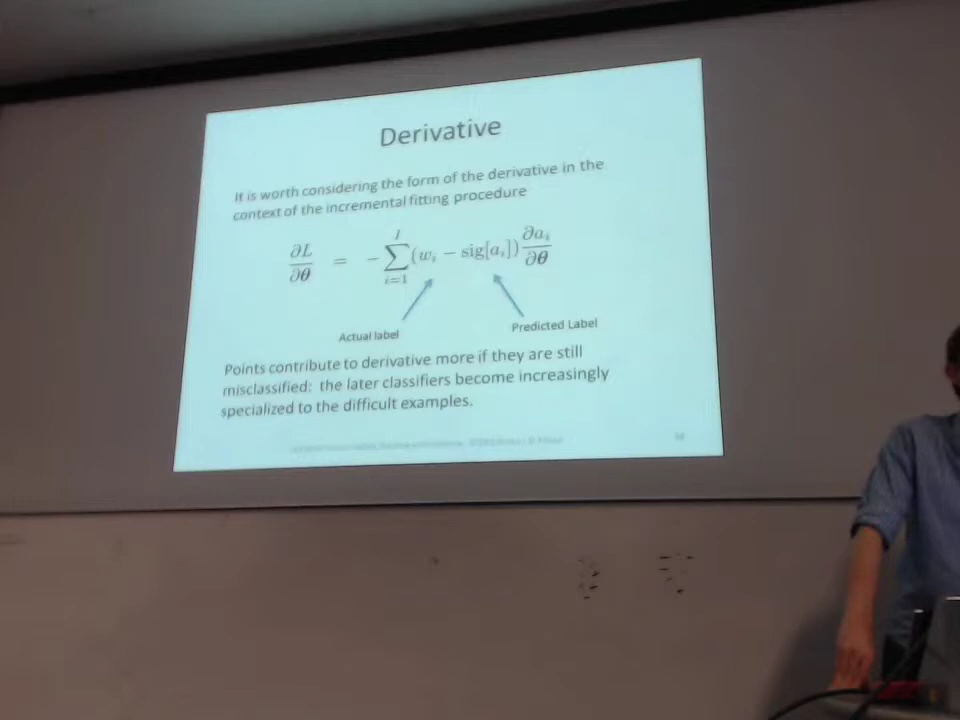 Derivative
It is worth considering the form of the derivative in the
context of the incremental fitting procedure
∂L/∂θ = −∑_{i=1}^{I} (w_i − sig[a_i]) ∂a_i/∂θ
Actual label
Predicted Label
Points contribute to derivative more if they are still
misclassified: the later classifiers become increasingly
specialized to the difficult examples.